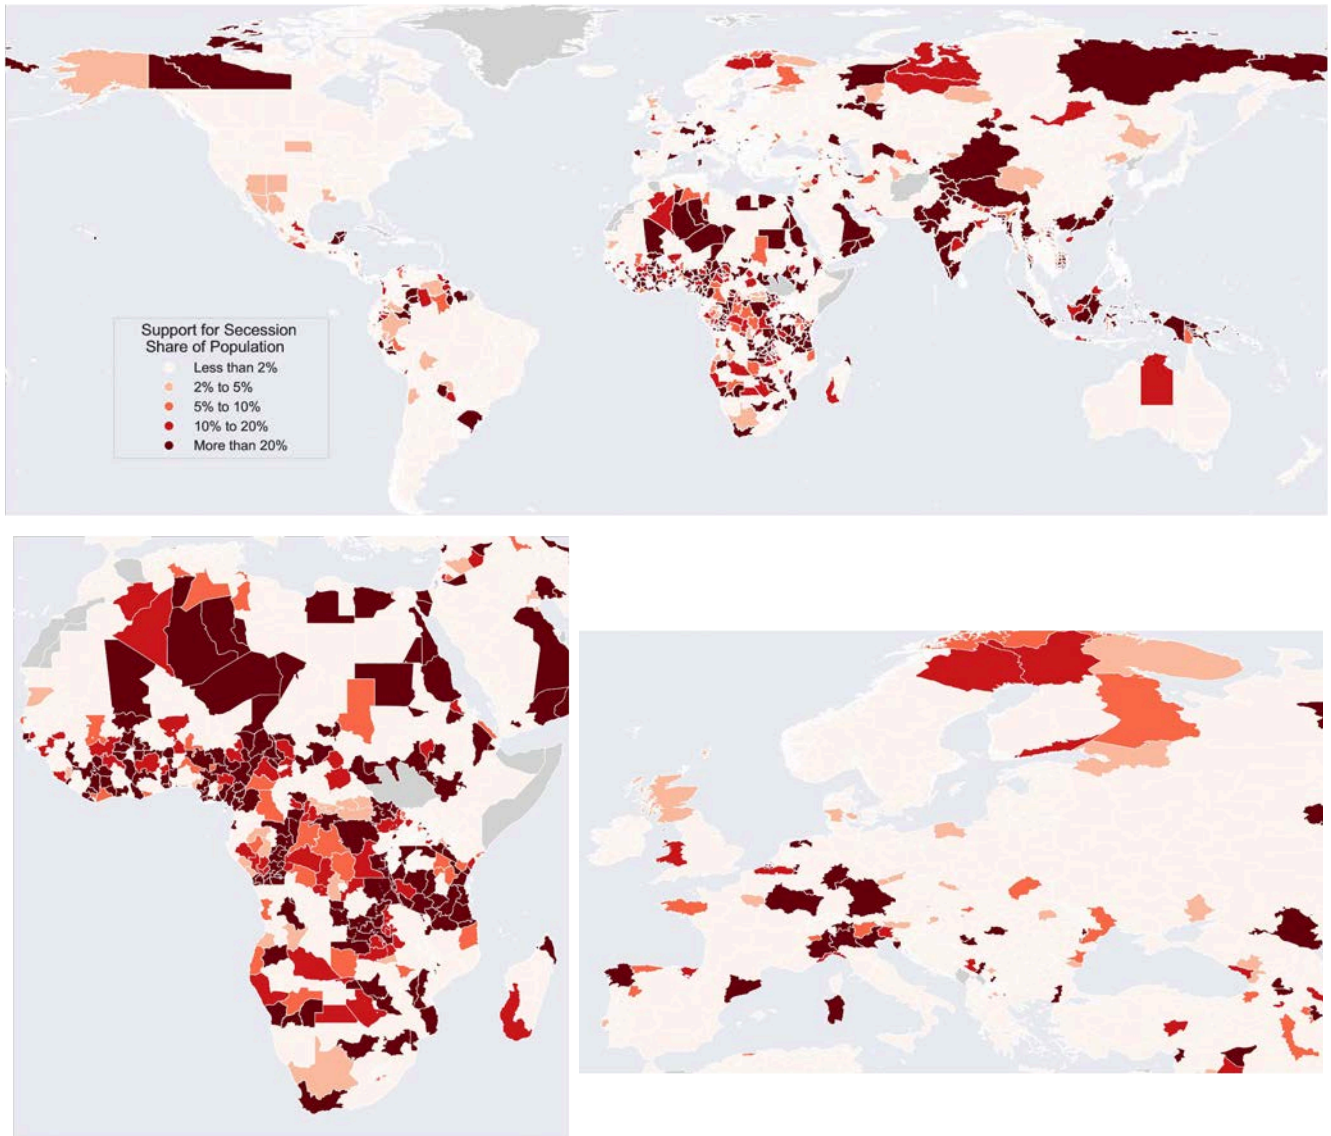 Support for Secession
Share of Population
Less than 2%
2% to 5%
5% to 10%
10% to 20%
More than 20%